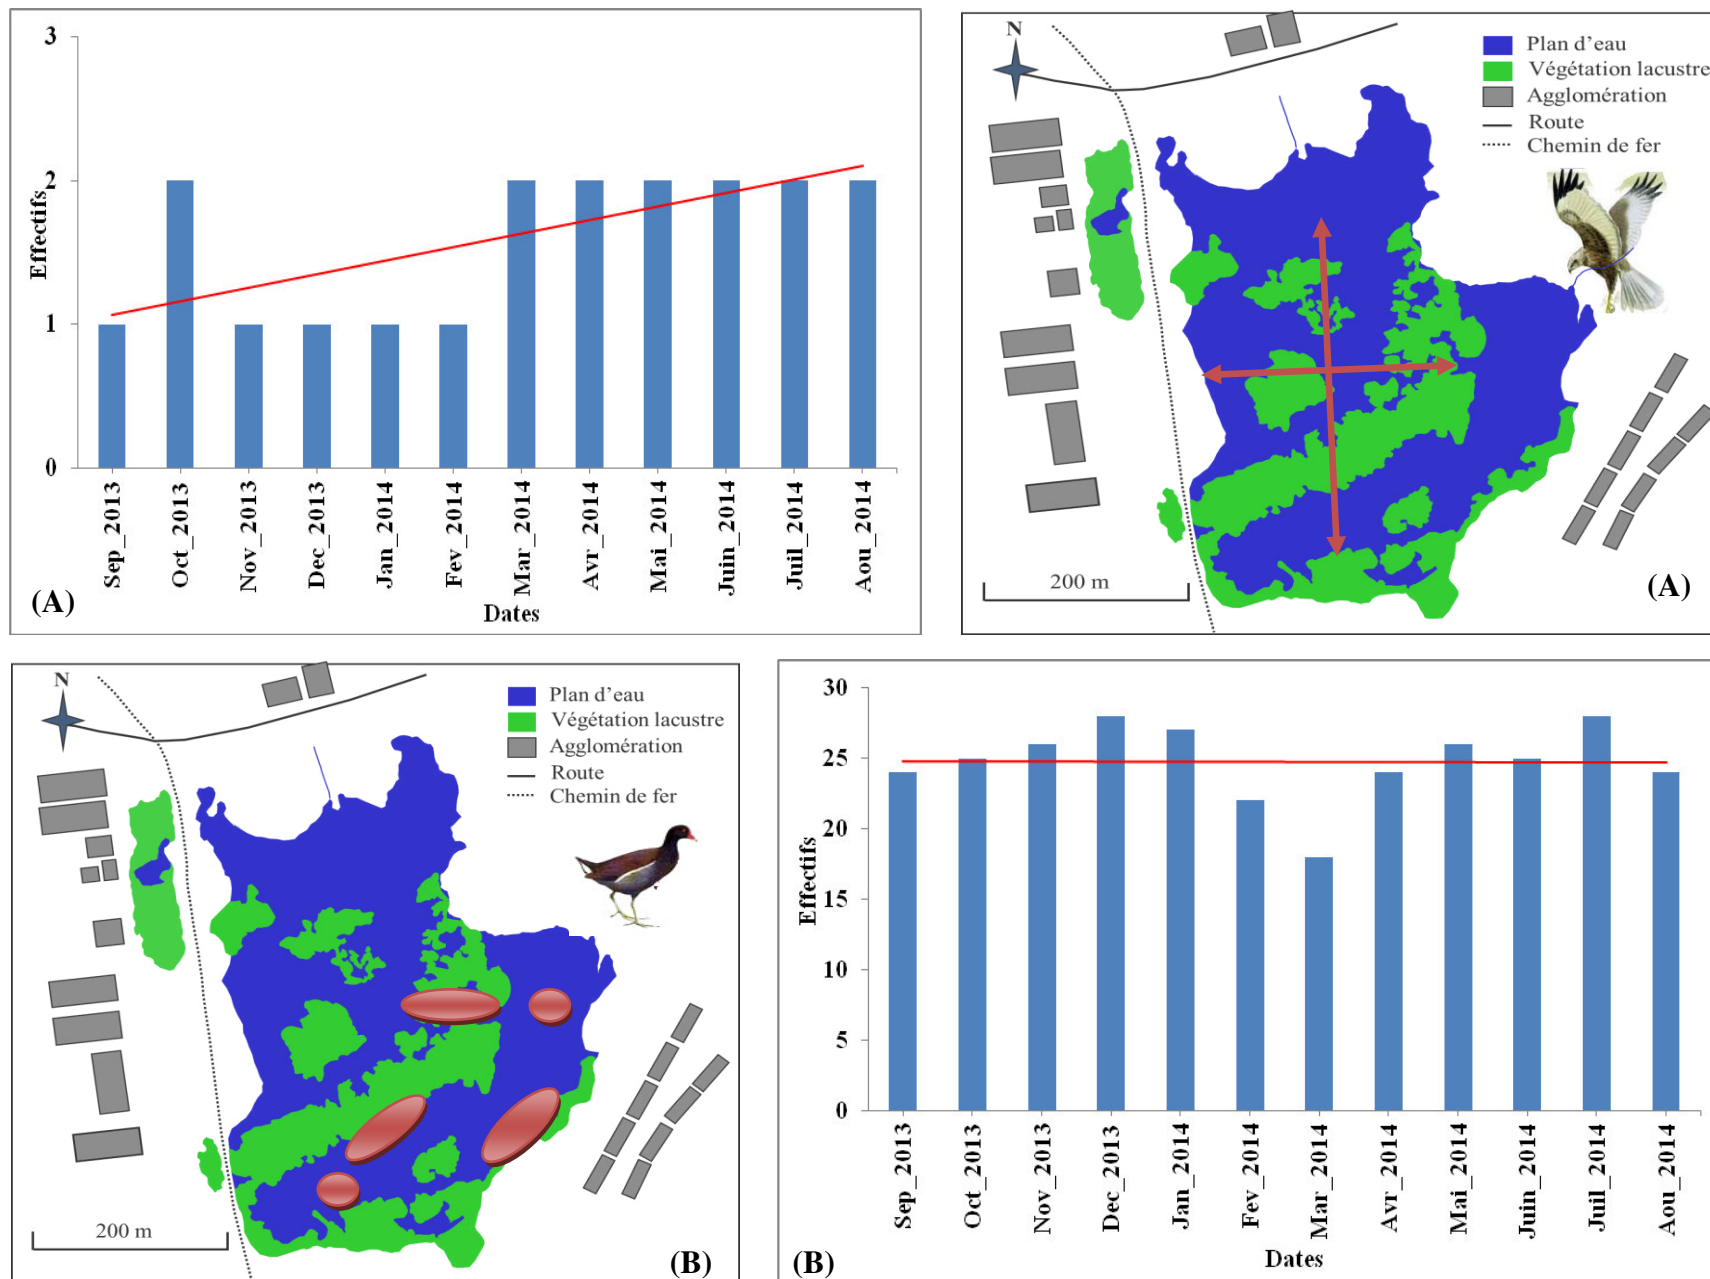 3
2
1
0
Effectifs
Sep_2013
Oct_2013
Nov_2013
Dec_2013
Jan_2014
Fev_2014
Mar_2014
Avr_2014
Mai_2014
Juin_2014
Juil_2014
Aou_2014
Dates
(A)
N
Plan d’eau
Végétation lacustre
Agglomération
Route
Chemin de fer
200 m
(A)
N
Plan d’eau
Végétation lacustre
Agglomération
Route
Chemin de fer
200 m
(B)
30
25
20
15
10
5
0
Effectifs
Sep_2013
Oct_2013
Nov_2013
Dec_2013
Jan_2014
Fev_2014
Mar_2014
Avr_2014
Mai_2014
Juin_2014
Juil_2014
Aou_2014
Dates
(B)